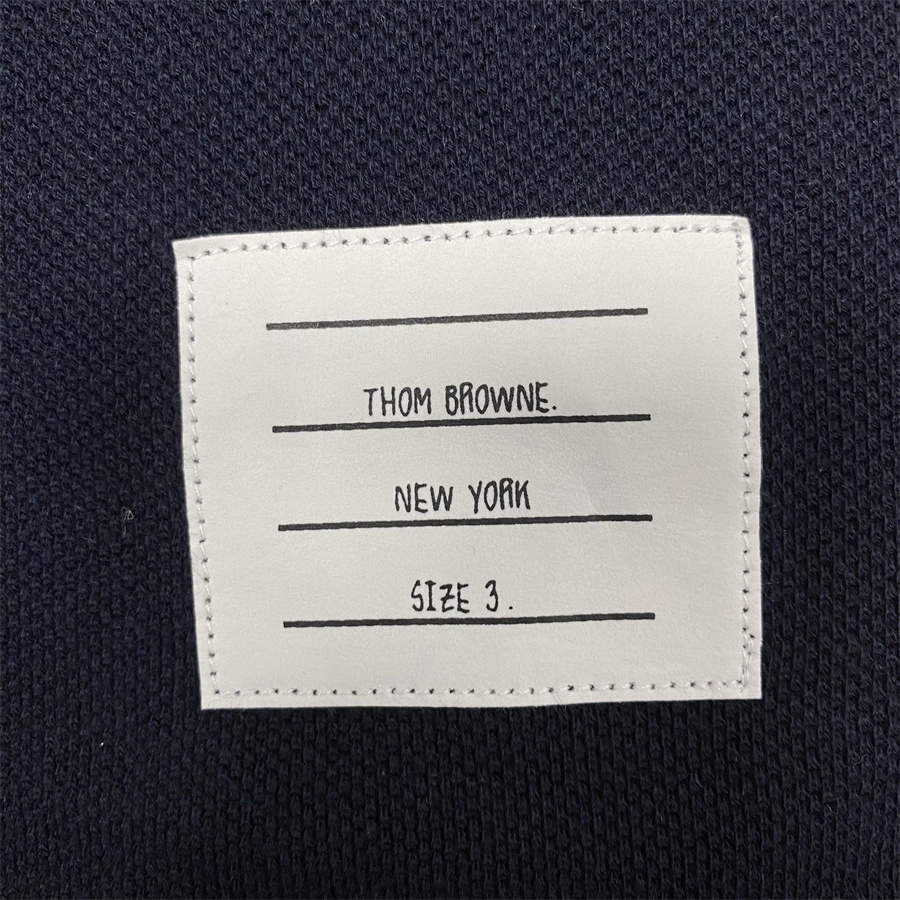 THOM BROWNE.
NEW YORK
SIZE 3.